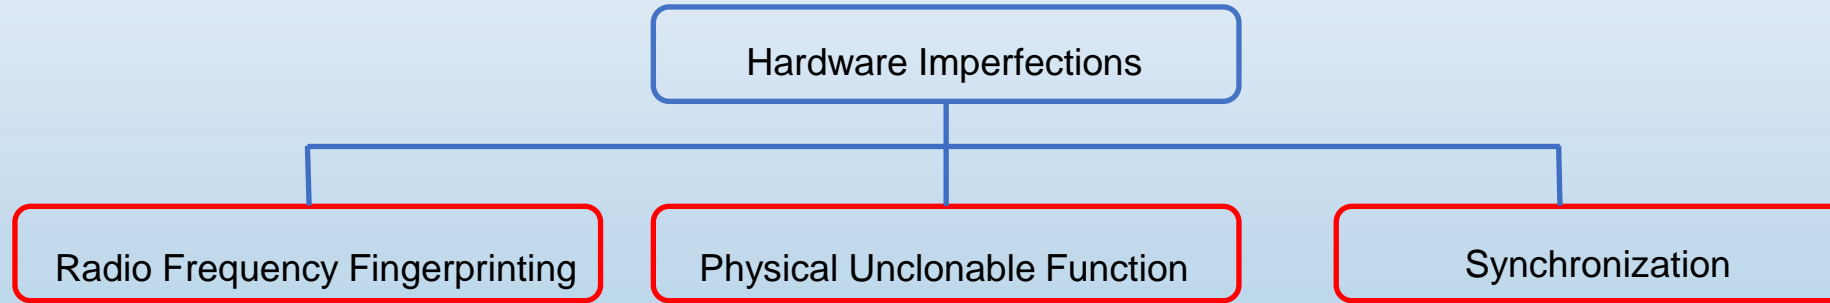 Hardware Imperfections
Radio Frequency Fingerprinting
Physical Unclonable Function
Synchronization